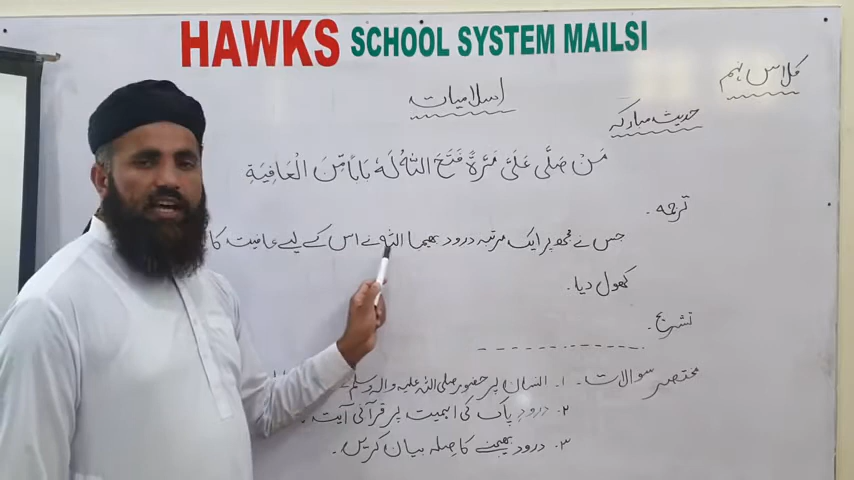 HAWKS SCHOOL SYSTEM MAILSI
کلاس نہم
اسلامیات
حدیث مبارکہ
مَنْ صَلَّی عَلَیَّ مَرَّةً فَتَحَ اللّٰهُ لَهٗ بَابًا مِّنَ الْعَافِیَةِ
ترجمہ.
جس نے مجھ پر ایک مرتبہ درود بھیجا اللہ نے اس کے لیے عافیت کا
کھول دیا.
تشریح.
مختصر سوالات. ۱. انسان پر حضور صلی اللہ علیہ والہ وسلم
۲. درود پاک کی اہمیت پر قرآنی آیت.
۳. درود بھیجنے کا صلہ بیان کریں.